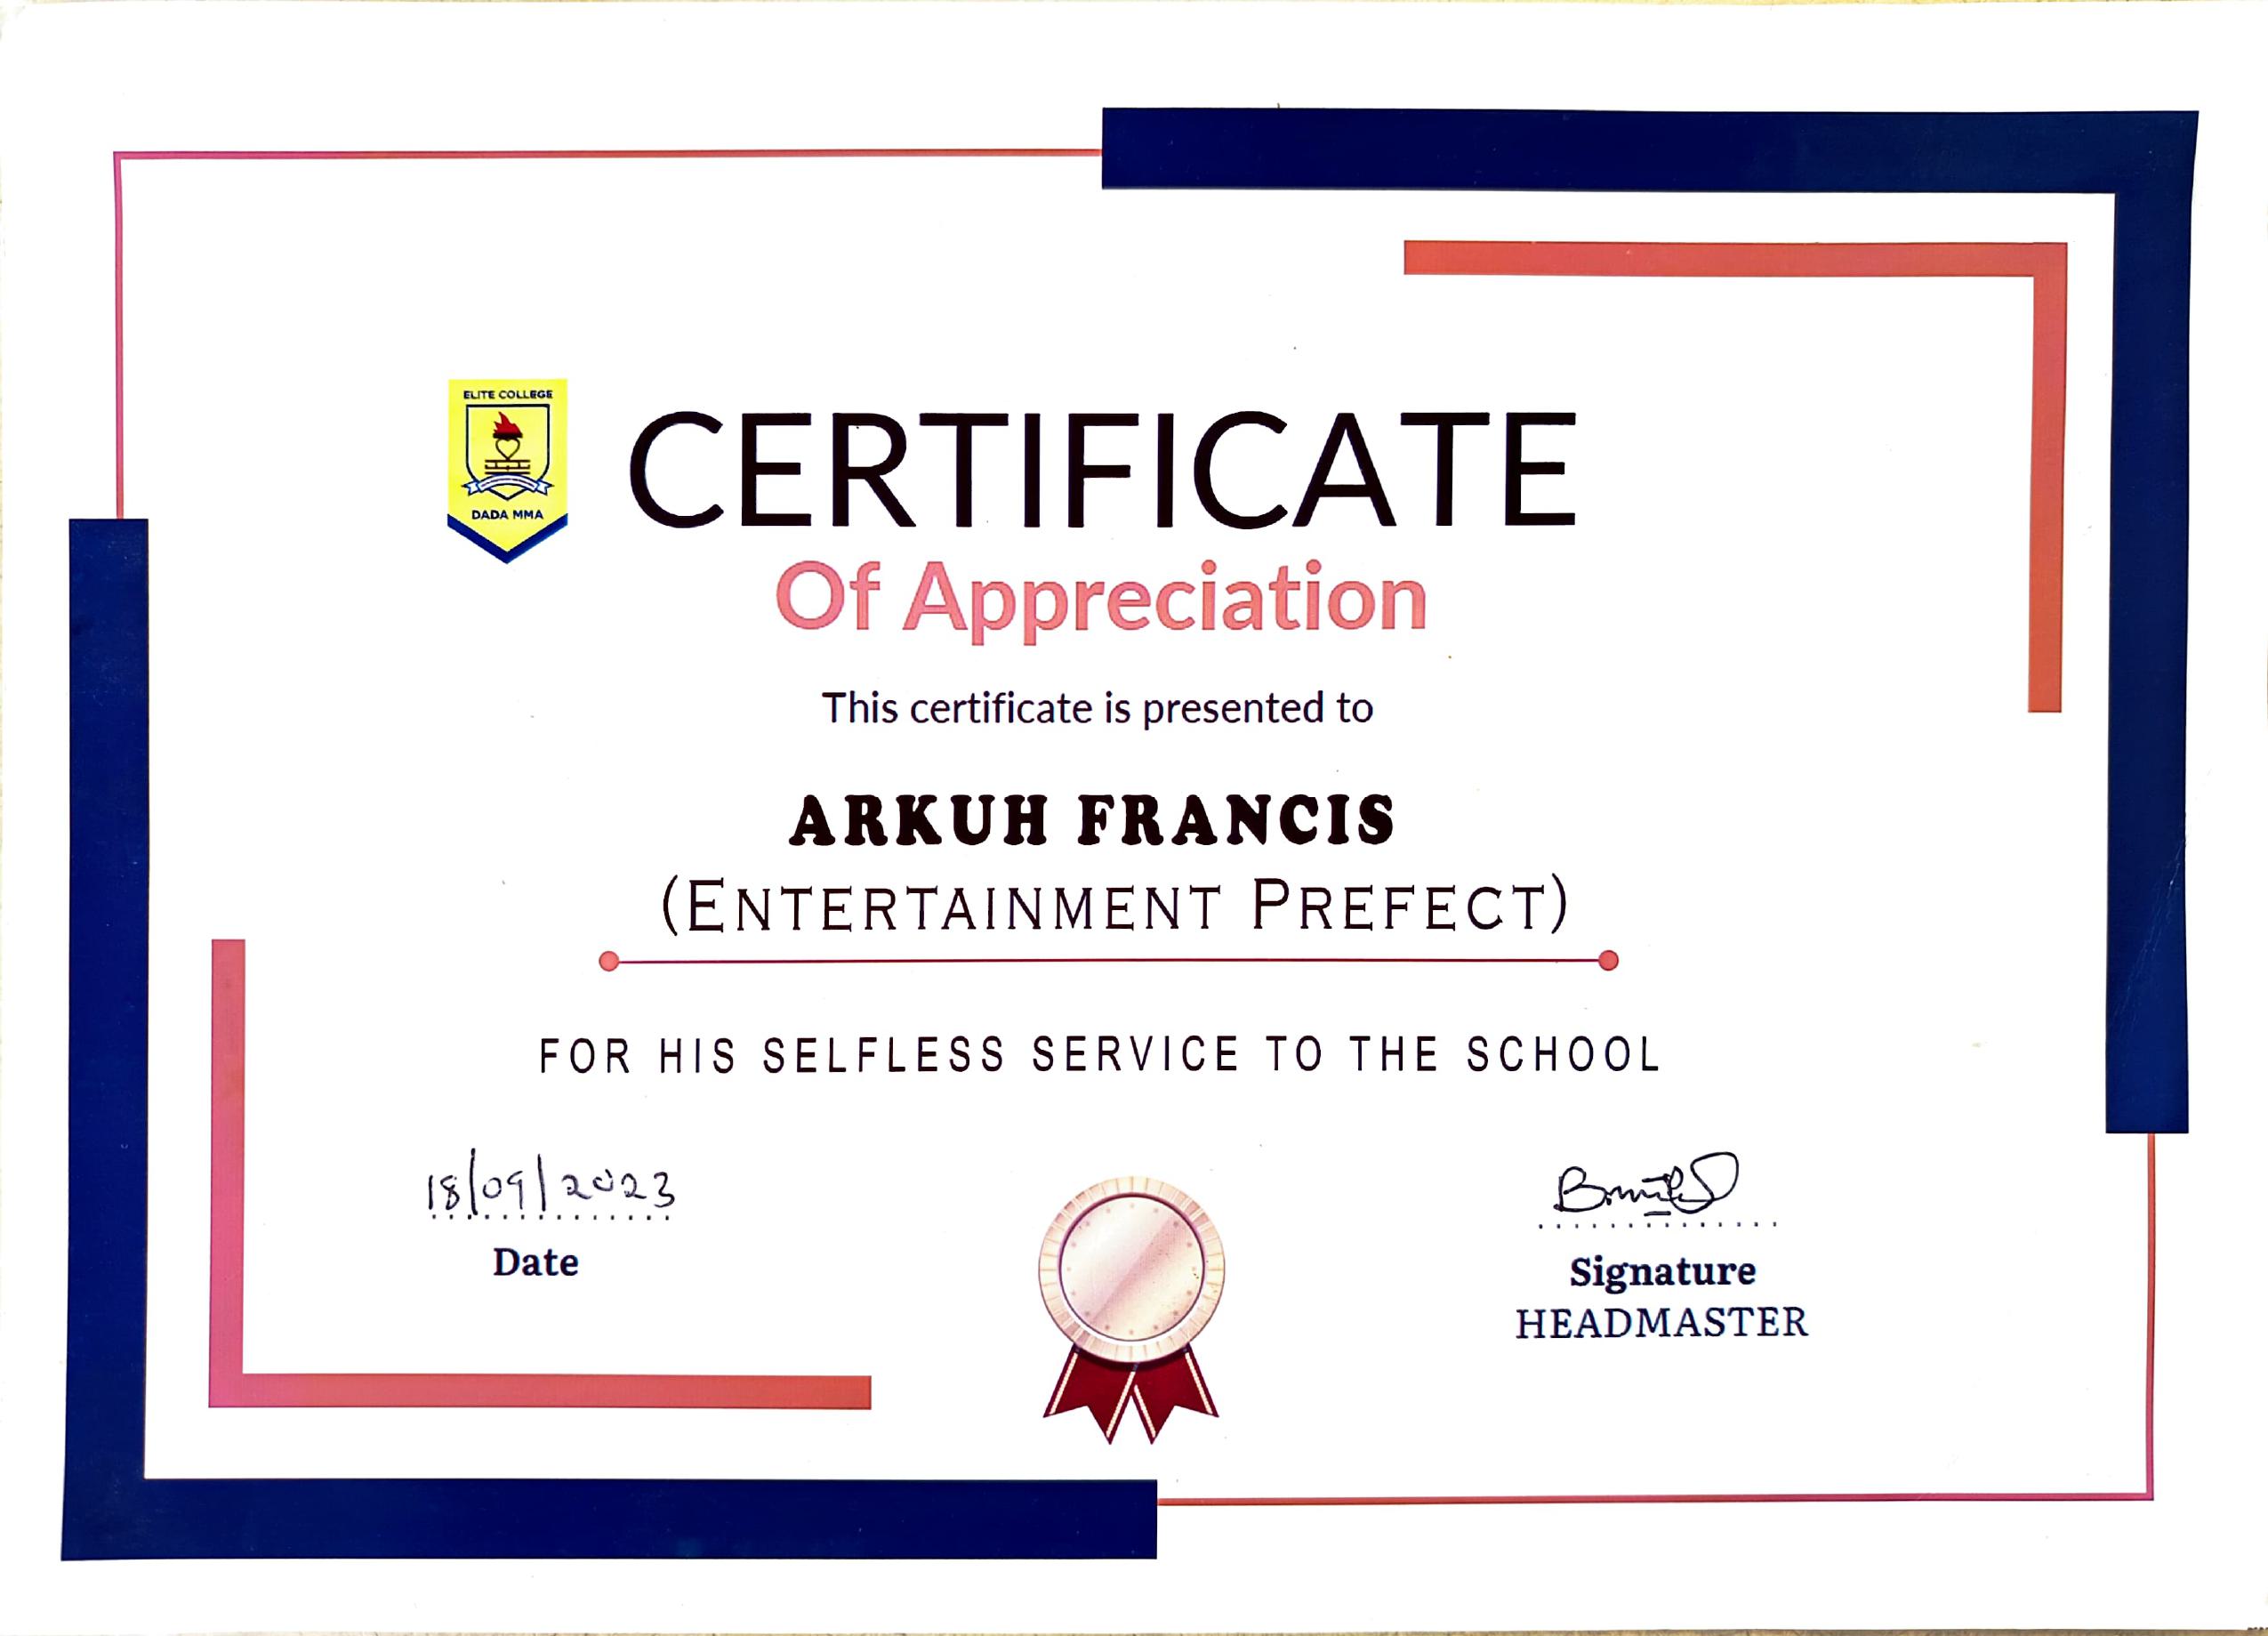 ELITE COLLEGE
DADA MMA
CERTIFICATE
Of Appreciation
This certificate is presented to
ARKUH FRANCIS
(ENTERTAINMENT PREFECT)
FOR HIS SELFLESS SERVICE TO THE SCHOOL
18/09/2023
Date
Signature
HEADMASTER